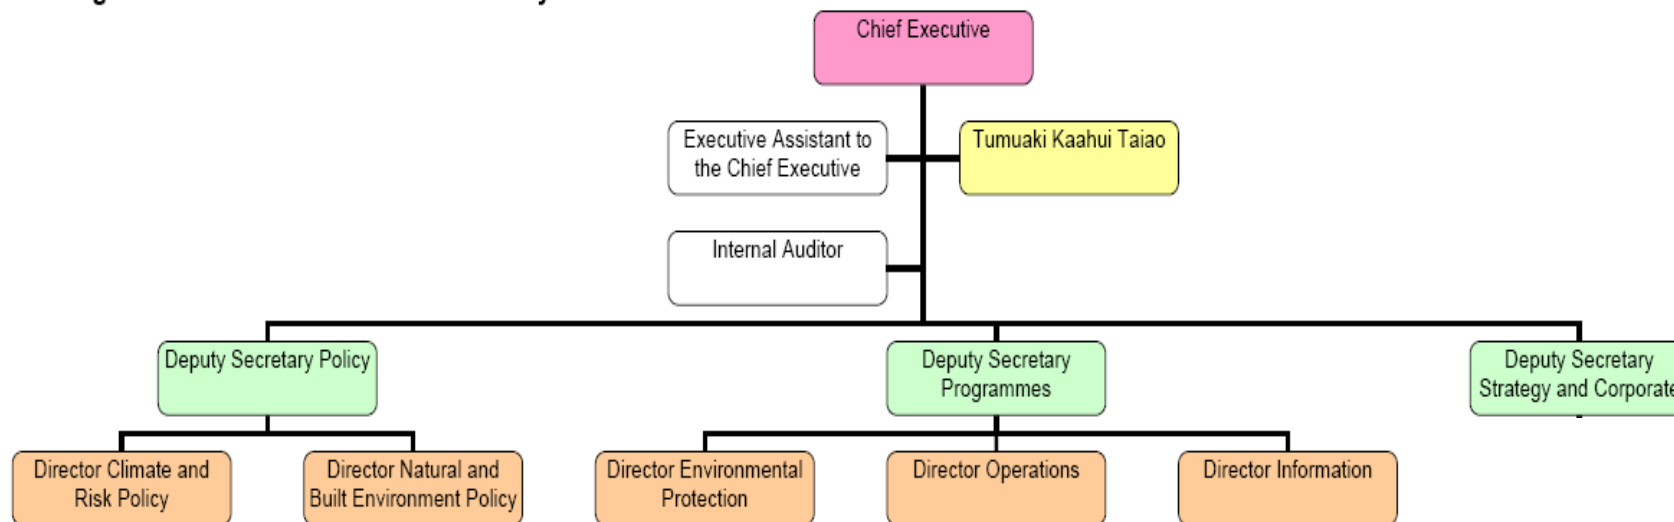 Chief Executive
Executive Assistant to
the Chief Executive
Tumuaki Kaahui Taiao
Internal Auditor
Deputy Secretary Policy
Deputy Secretary
Programmes
Deputy Secretary
Strategy and Corporate
Director Climate and
Risk Policy
Director Natural and
Built Environment Policy
Director Environmental
Protection
Director Operations
Director Information